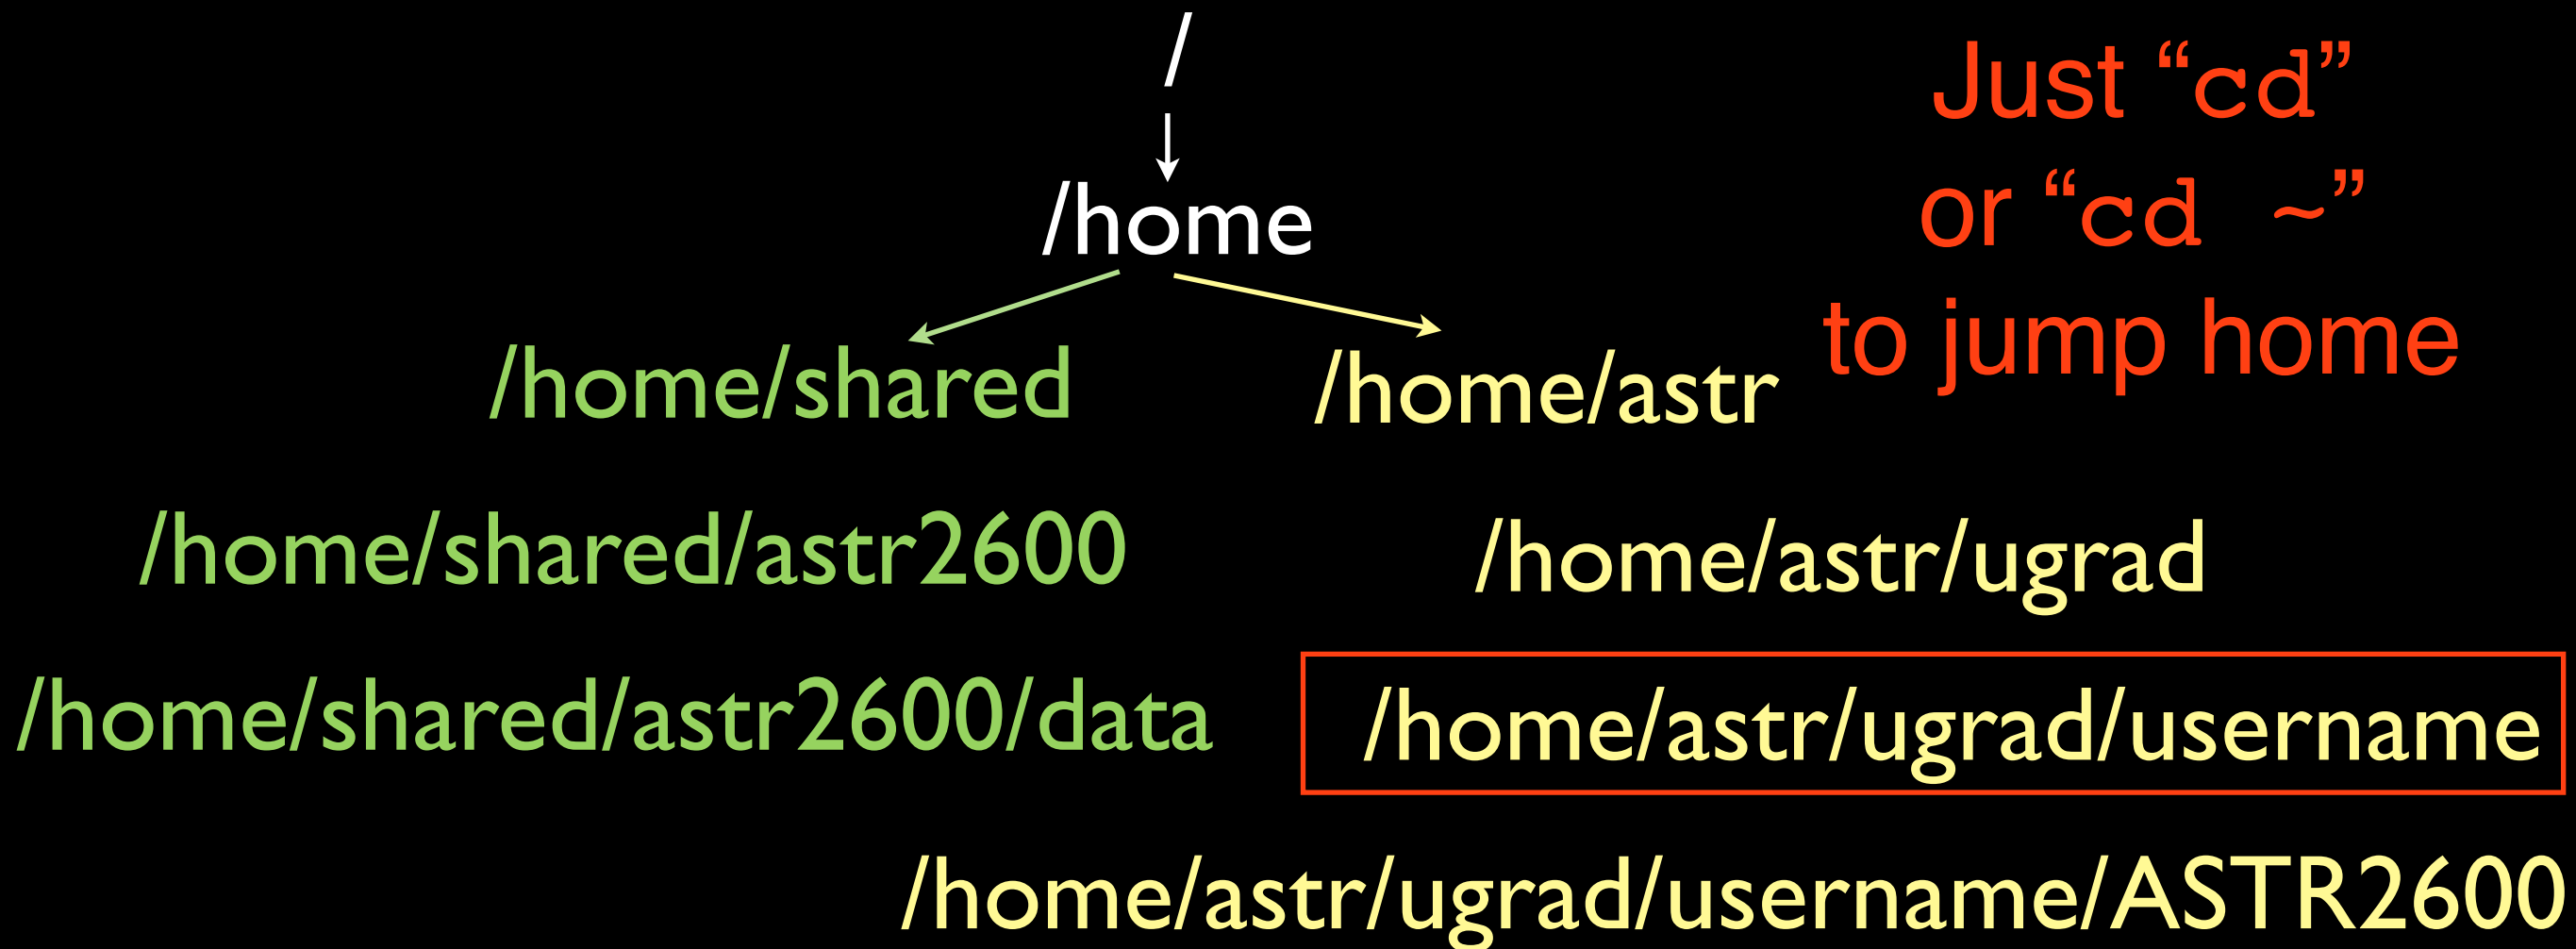 /
/home
Just “cd”
or “cd ~”
to jump home
/home/shared
/home/astr
/home/shared/astr2600
/home/astr/ugrad
/home/shared/astr2600/data
/home/astr/ugrad/username
/home/astr/ugrad/username/ASTR2600